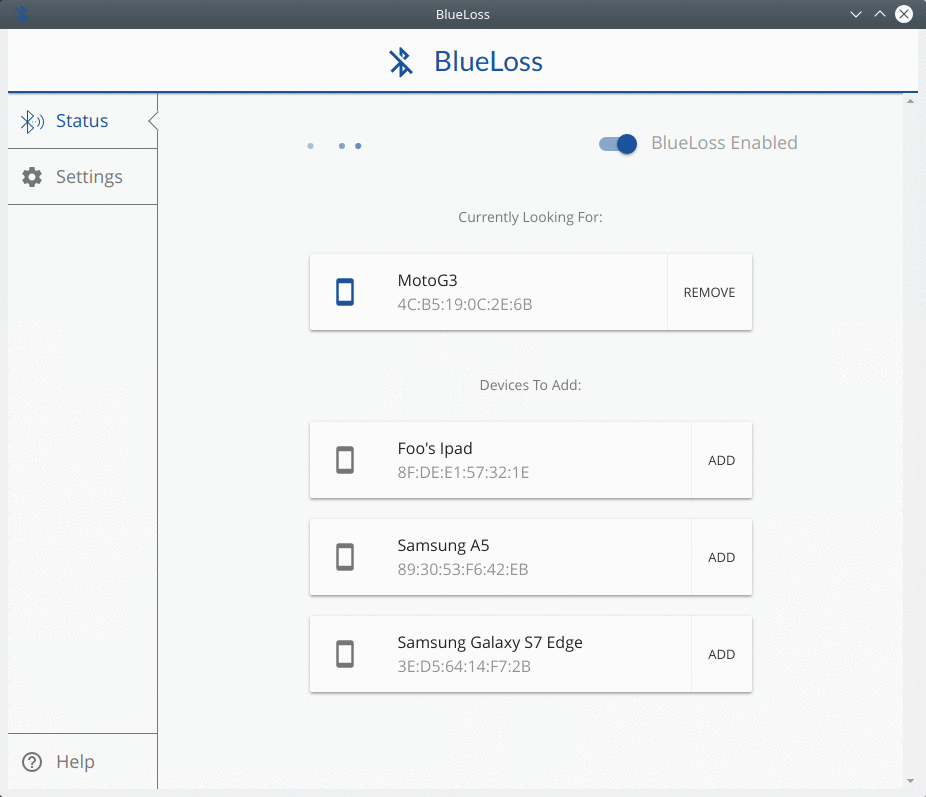 BlueLoss
BlueLoss
Status
Settings
BlueLoss Enabled
Currently Looking For:
MotoG3
4C:B5:19:0C:2E:6B
REMOVE
Devices To Add:
Foo's Ipad
8F:DE:E1:57:32:1E
ADD
Samsung A5
89:30:53:F6:42:EB
ADD
Samsung Galaxy S7 Edge
3E:D5:64:14:F7:2B
ADD
Help